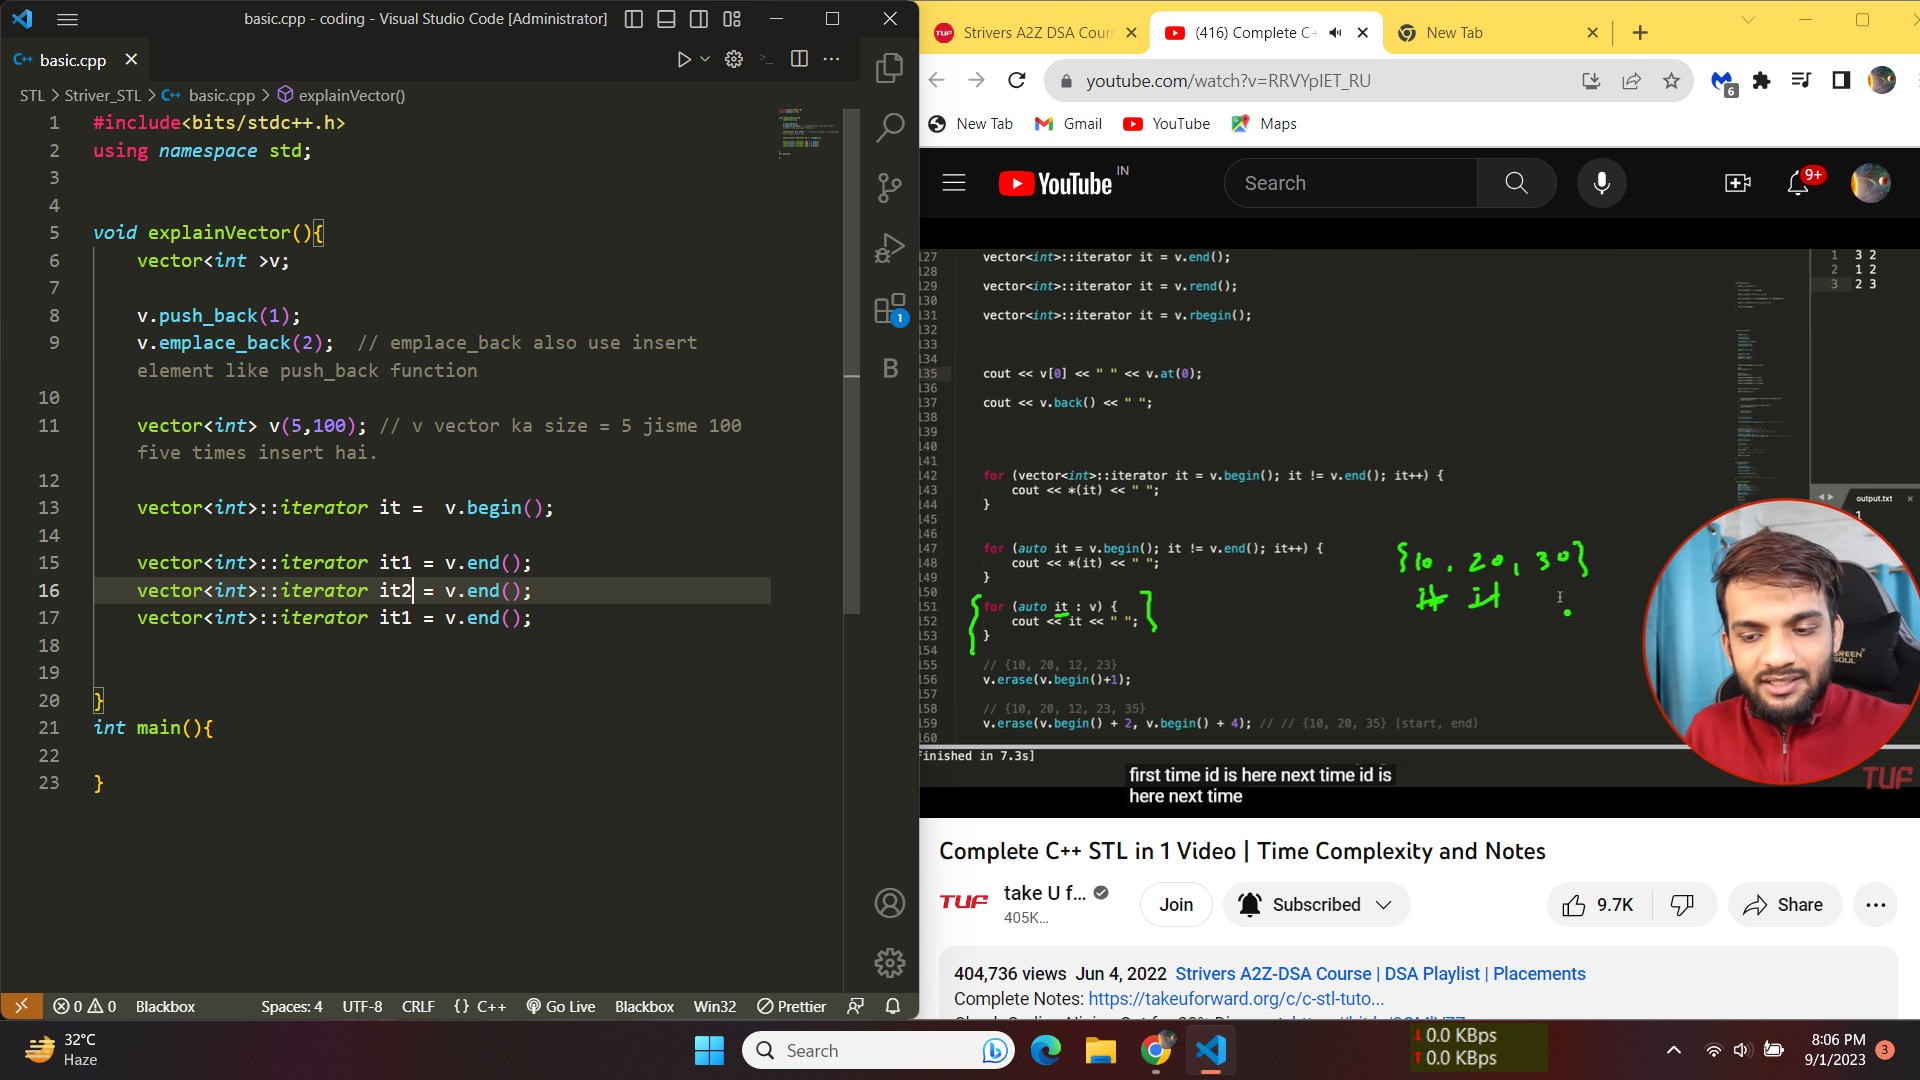 basic.cpp - coding - Visual Studio Code [Administrator]
basic.cpp
STL > Striver_STL > basic.cpp > explainVector()
1 #include<bits/stdc++.h>
2 using namespace std;
3
4
5 void explainVector(){
6 vector<int >v;
7
8 v.push_back(1);
9 v.emplace_back(2);  // emplace_back also use insert
element like push_back function
10
11 vector<int> v(5,100); // v vector ka size = 5 jisme 100
five times insert hai.
12
13 vector<int>::iterator it =  v.begin();
14
15 vector<int>::iterator it1 = v.end();
16 vector<int>::iterator it2 = v.end();
17 vector<int>::iterator it1 = v.end();
18
19
20 }
21 int main(){
22
23 }
1
B
0 0 Blackbox Spaces: 4 UTF-8 CRLF {} C++ Go Live Blackbox Win32 Prettier
TUF Strivers A2Z DSA Cour
(416) Complete C+
New Tab
youtube.com/watch?v=RRVYpIET_RU
6
New Tab Gmail YouTube Maps
YouTube IN
Search
9+
127 vector<int>::iterator it = v.end();
128
129 vector<int>::iterator it = v.rend();
130
131 vector<int>::iterator it = v.rbegin();
132
133
134
135 cout << v[0] << " " << v.at(0);
136
137 cout << v.back() << " ";
138
139
140
141
142 for (vector<int>::iterator it = v.begin(); it != v.end(); it++) {
143 cout << *(it) << " ";
144 }
145
146
147 for (auto it = v.begin(); it != v.end(); it++) {
148 cout << *(it) << " ";
149 }
150
151 for (auto it : v) {
152 cout << it << " ";
153 }
154
155 // {10, 20, 12, 23}
156 v.erase(v.begin()+1);
157
158 // {10, 20, 12, 23, 35}
159 v.erase(v.begin() + 2, v.begin() + 4); // // {10, 20, 35} [start, end)
160
{10, 20, 30}
it it
1 3 2
2 1 2
3 2 3
output.txt
1
GREEN
SOUL
Finished in 7.3s]
first time id is here next time id is
here next time
TUF
Complete C++ STL in 1 Video | Time Complexity and Notes
TUF
take U f...
405K...
Join
Subscribed
9.7K
Share
404,736 views Jun 4, 2022 Strivers A2Z-DSA Course | DSA Playlist | Placements
Complete Notes: https://takeuforward.org/c/c-stl-tuto...
32°C
Haze
Search
0.0 KBps
0.0 KBps
8:06 PM
9/1/2023
3